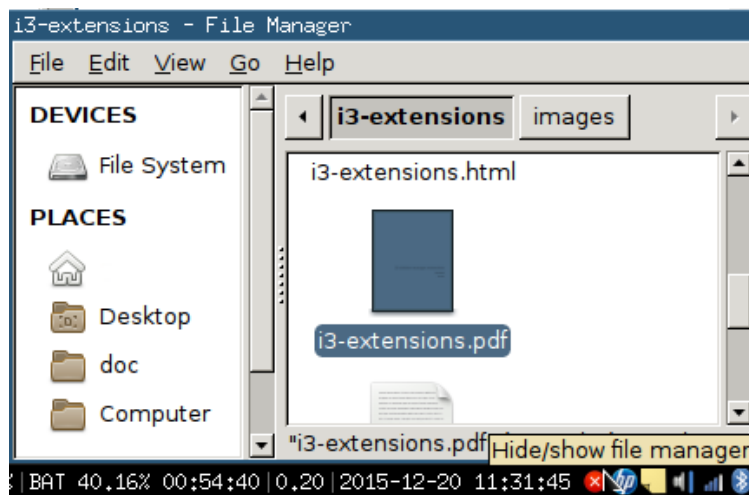 i3-extensions - File Manager
File Edit View Go Help
DEVICES
File System
PLACES
Desktop
doc
Computer
i3-extensions images
i3-extensions.html
i3-extensions.pdf
"i3-extensions.pdf
Hide/show file manager
|BAT 40.16% 00:54:40|0.20|2015-12-20 11:31:45
hp